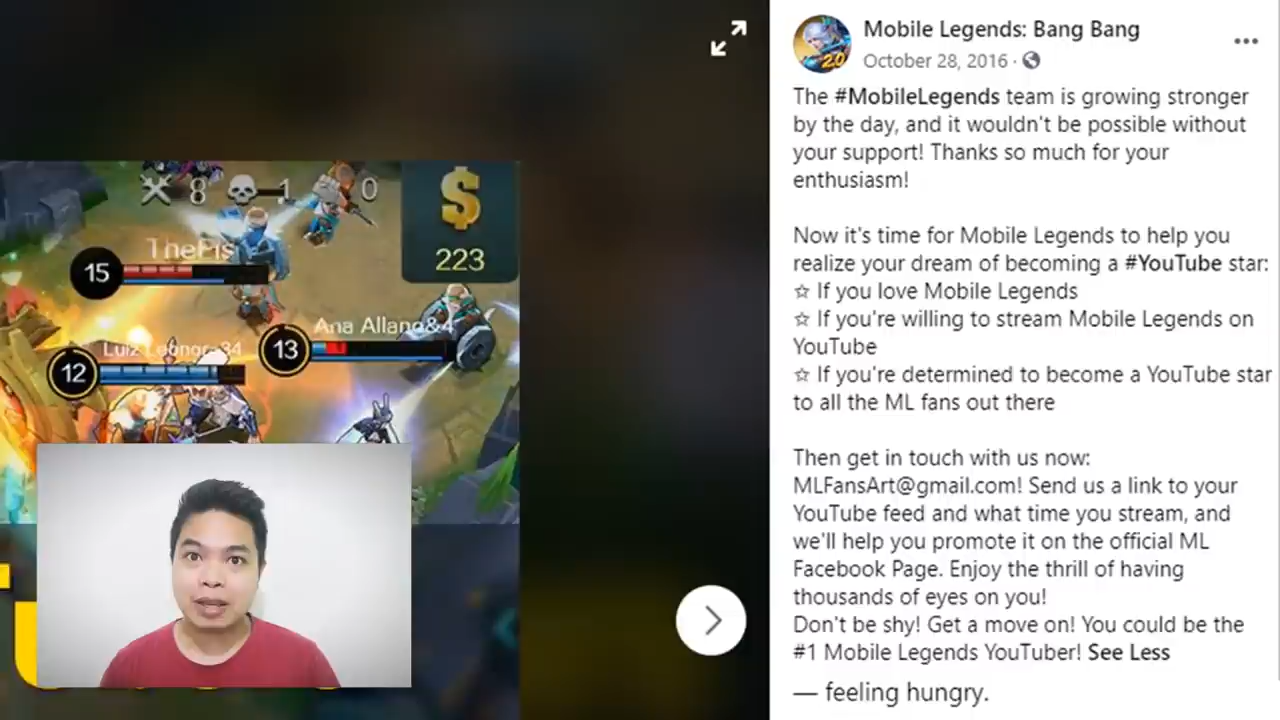 8 1 0
ThePis
15
223
Ana Allano&4
13
12
Mobile Legends: Bang Bang
October 28, 2016
The #MobileLegends team is growing stronger
by the day, and it wouldn't be possible without
your support! Thanks so much for your
enthusiasm!
Now it's time for Mobile Legends to help you
realize your dream of becoming a #YouTube star:
☆ If you love Mobile Legends
☆ If you're willing to stream Mobile Legends on
YouTube
☆ If you're determined to become a YouTube star
to all the ML fans out there
Then get in touch with us now:
MLFansArt@gmail.com! Send us a link to your
YouTube feed and what time you stream, and
we'll help you promote it on the official ML
Facebook Page. Enjoy the thrill of having
thousands of eyes on you!
Don't be shy! Get a move on! You could be the
#1 Mobile Legends YouTuber! See Less
— feeling hungry.